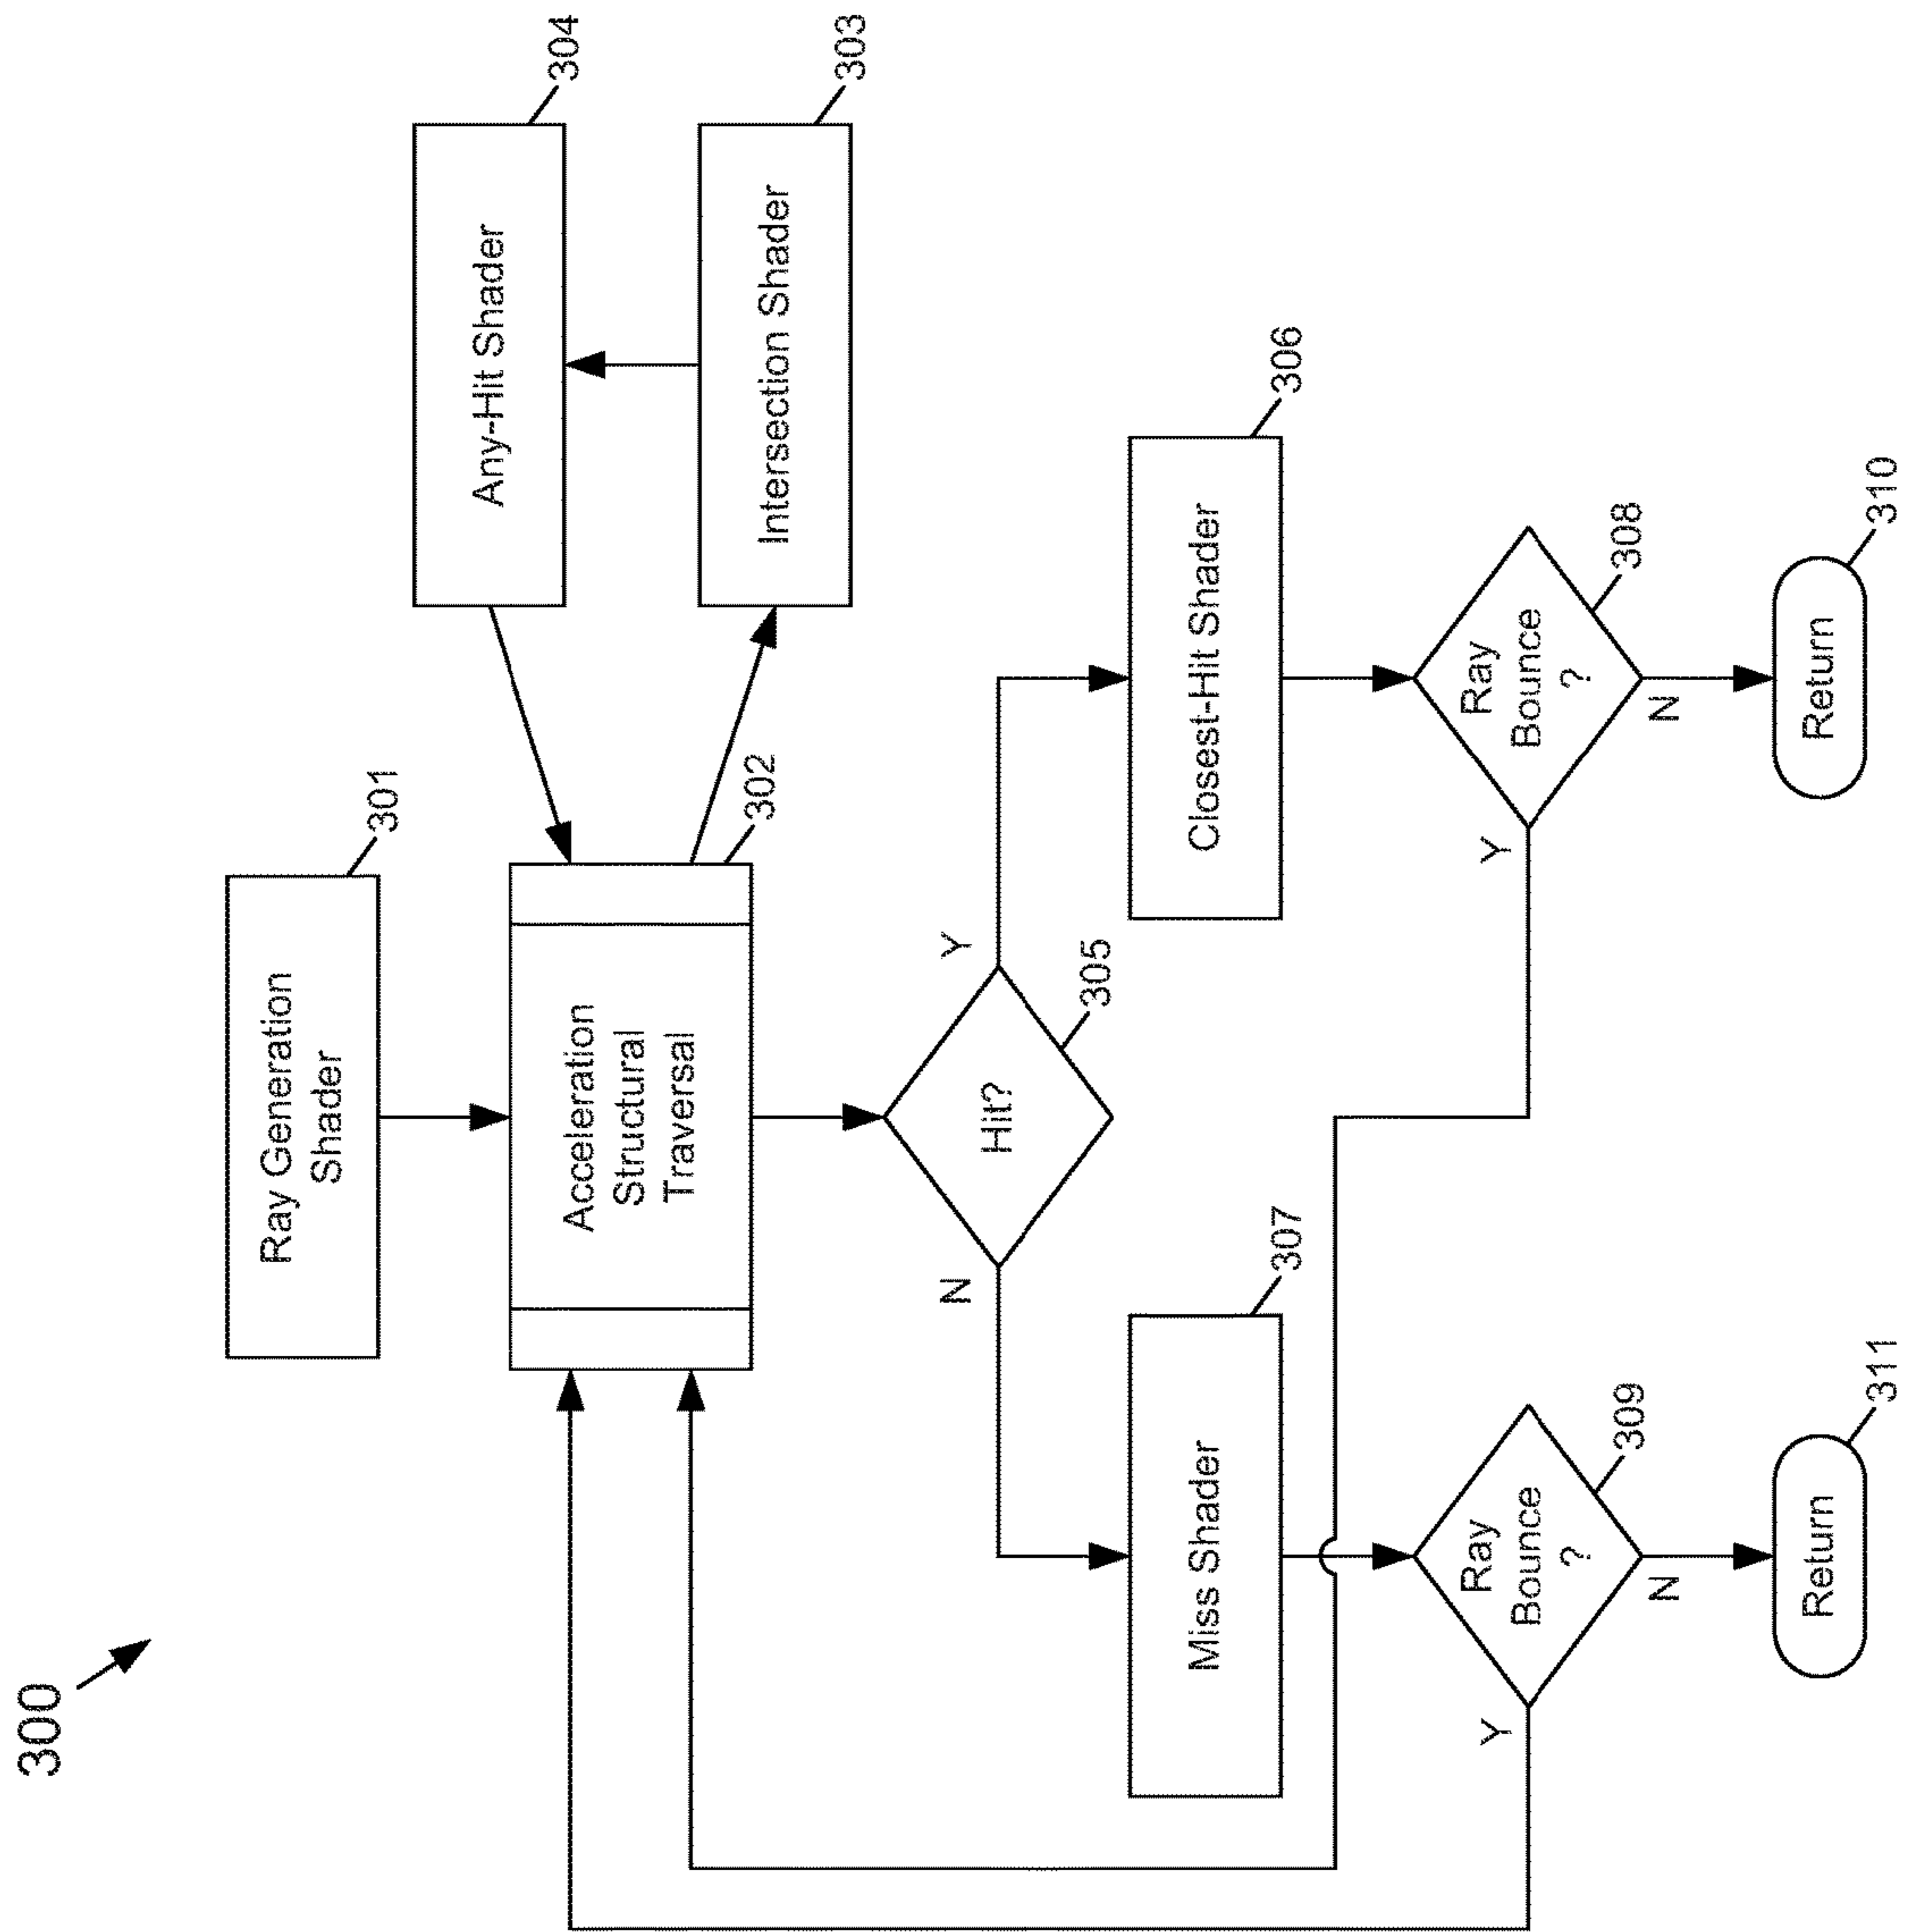 300
Ray Generation
Shader
301
Acceleration
Structural
Traversal
302
Any-Hit Shader
304
Intersection Shader
303
Hit?
305
N
Y
Miss Shader
307
Closest-Hit Shader
306
Ray
Bounce
?
309
Y
N
Ray
Bounce
?
308
Y
N
Return
311
Return
310